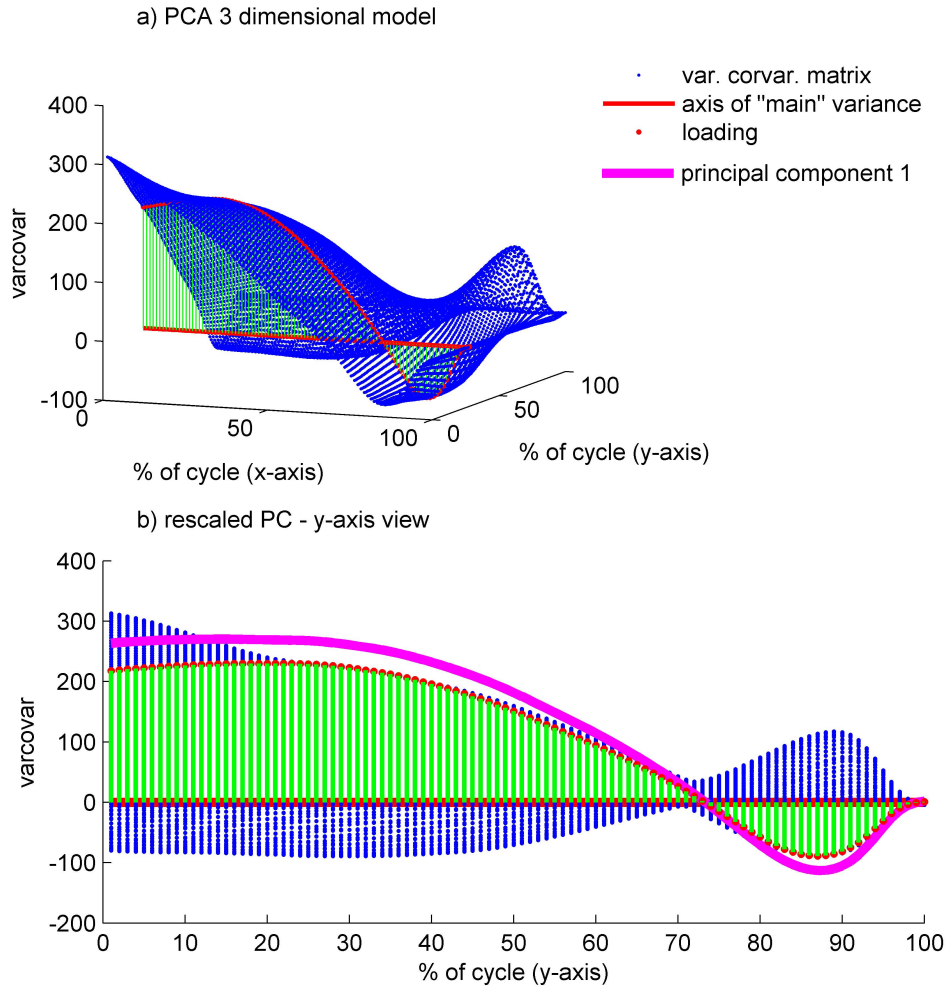 a) PCA 3 dimensional model
var. corvar. matrix
axis of "main" variance
loading
principal component 1
400
300
200
100
0
-100
varcovar
0
50
100
% of cycle (x-axis)
0
50
100
% of cycle (y-axis)
b) rescaled PC - y-axis view
400
300
200
100
0
-100
-200
varcovar
0 10 20 30 40 50 60 70 80 90 100
% of cycle (y-axis)